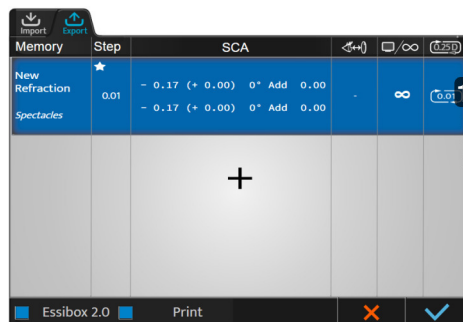 Import Export
Memory Step SCA /∞ 0.25D
New
Refraction
Spectacles
0.01
- 0.17 (+ 0.00) 0° Add 0.00
- 0.17 (+ 0.00) 0° Add 0.00
- ∞ 0.01
Essibox 2.0 Print